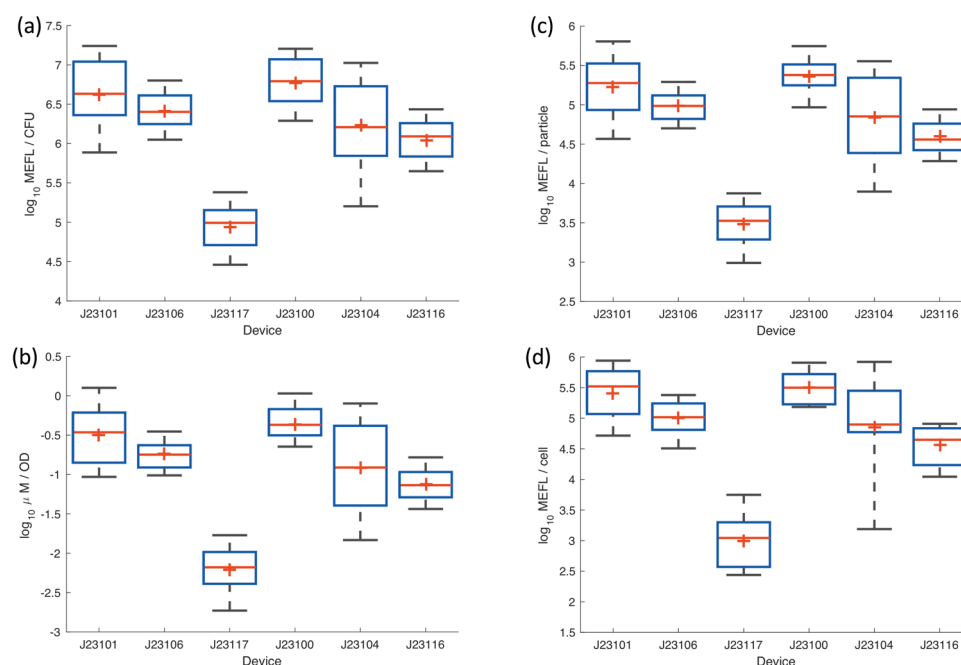 (a)
7.5
7
6.5
6
5.5
5
4.5
4
log10 MEFL / CFU
J23101 J23106 J23117 J23100 J23104 J23116
Device
(b)
0.5
0
-0.5
-1
-1.5
-2
-2.5
-3
log10 μ M / OD
J23101 J23106 J23117 J23100 J23104 J23116
Device
(c)
6
5.5
5
4.5
4
3.5
3
2.5
log10 MEFL / particle
J23101 J23106 J23117 J23100 J23104 J23116
Device
(d)
6
5.5
5
4.5
4
3.5
3
2.5
2
1.5
log10 MEFL / cell
J23101 J23106 J23117 J23100 J23104 J23116
Device